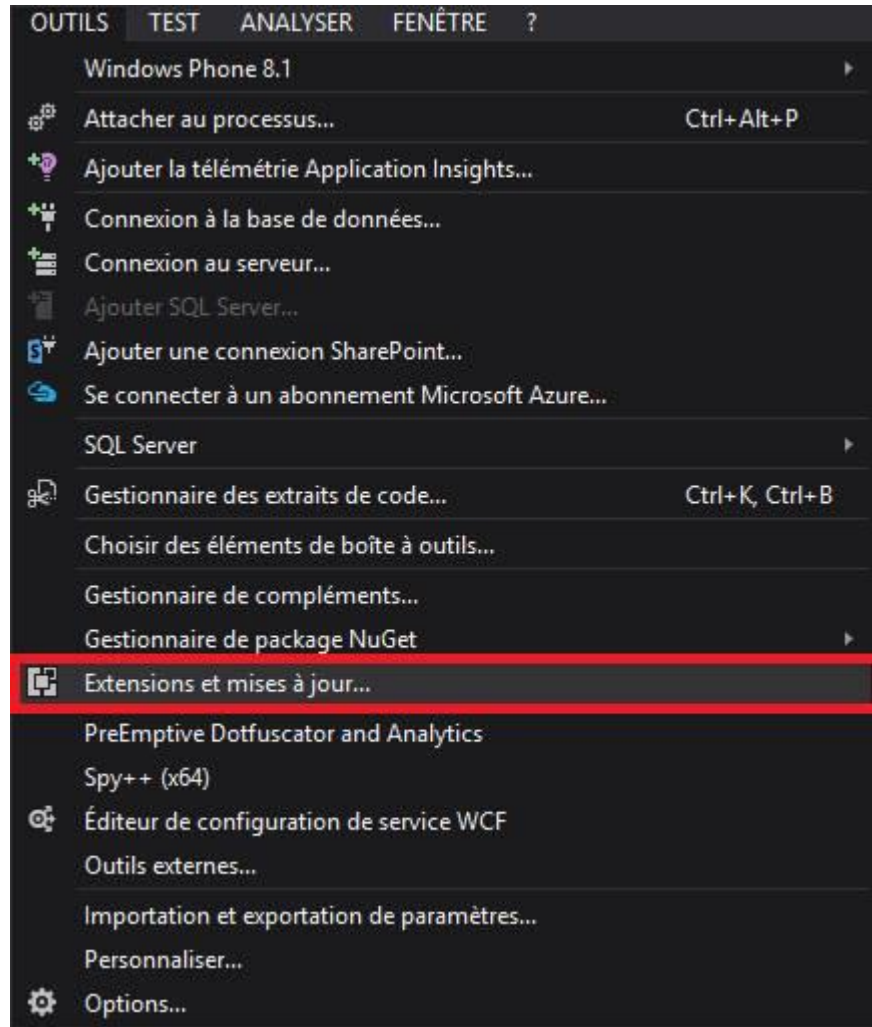 OUTILS TEST ANALYSER FENÊTRE ?
Windows Phone 8.1
Attacher au processus... Ctrl+Alt+P
Ajouter la télémétrie Application Insights...
Connexion à la base de données...
Connexion au serveur...
Ajouter SQL Server...
Ajouter une connexion SharePoint...
Se connecter à un abonnement Microsoft Azure...
SQL Server
Gestionnaire des extraits de code... Ctrl+K, Ctrl+B
Choisir des éléments de boîte à outils...
Gestionnaire de compléments...
Gestionnaire de package NuGet
Extensions et mises à jour...
PreEmptive Dotfuscator and Analytics
Spy++ (x64)
Éditeur de configuration de service WCF
Outils externes...
Importation et exportation de paramètres...
Personnaliser...
Options...